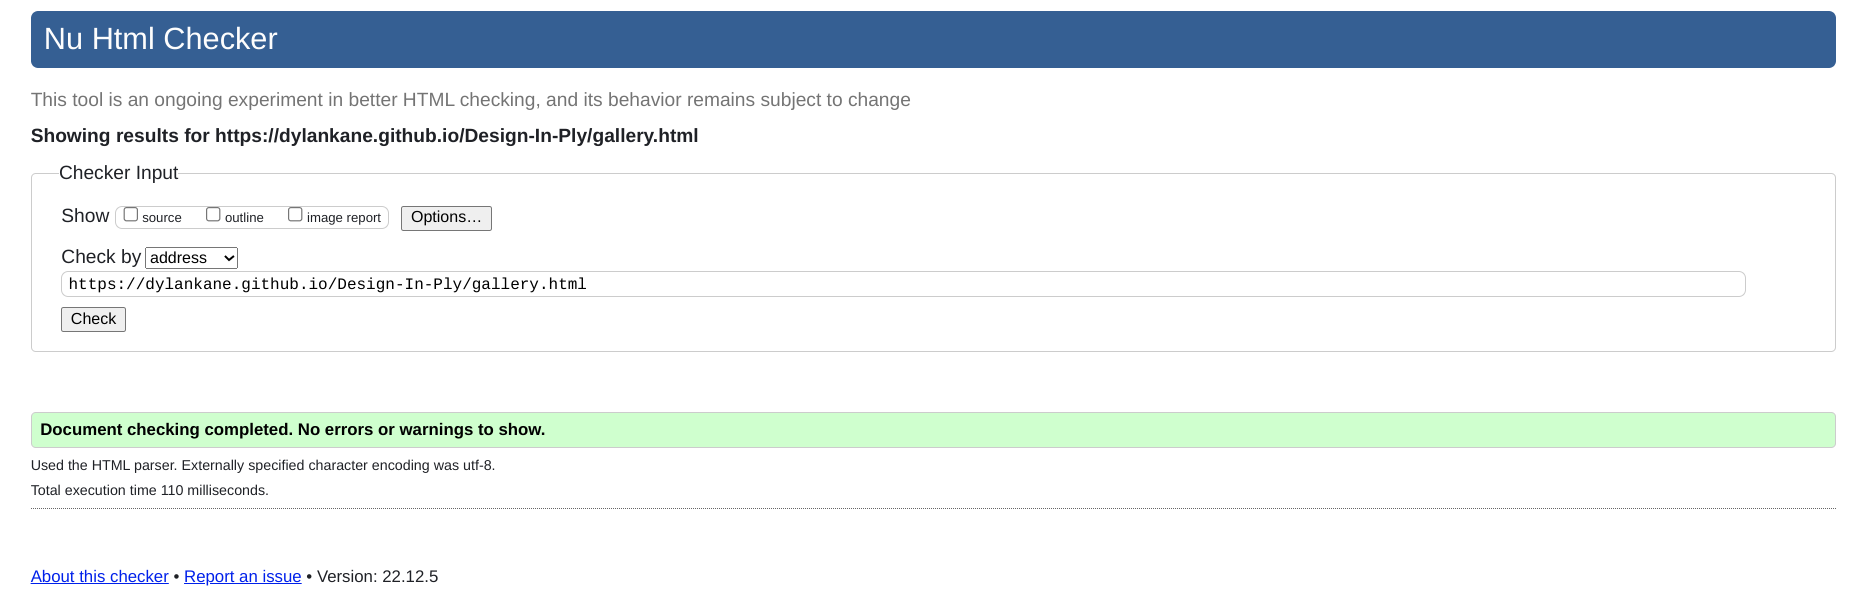 Nu Html Checker
This tool is an ongoing experiment in better HTML checking, and its behavior remains subject to change
Showing results for https://dylankane.github.io/Design-In-Ply/gallery.html
Checker Input
Show source outline image report Options…
Check by address
https://dylankane.github.io/Design-In-Ply/gallery.html
Check
Document checking completed. No errors or warnings to show.
Used the HTML parser. Externally specified character encoding was utf-8.
Total execution time 110 milliseconds.
About this checker • Report an issue • Version: 22.12.5